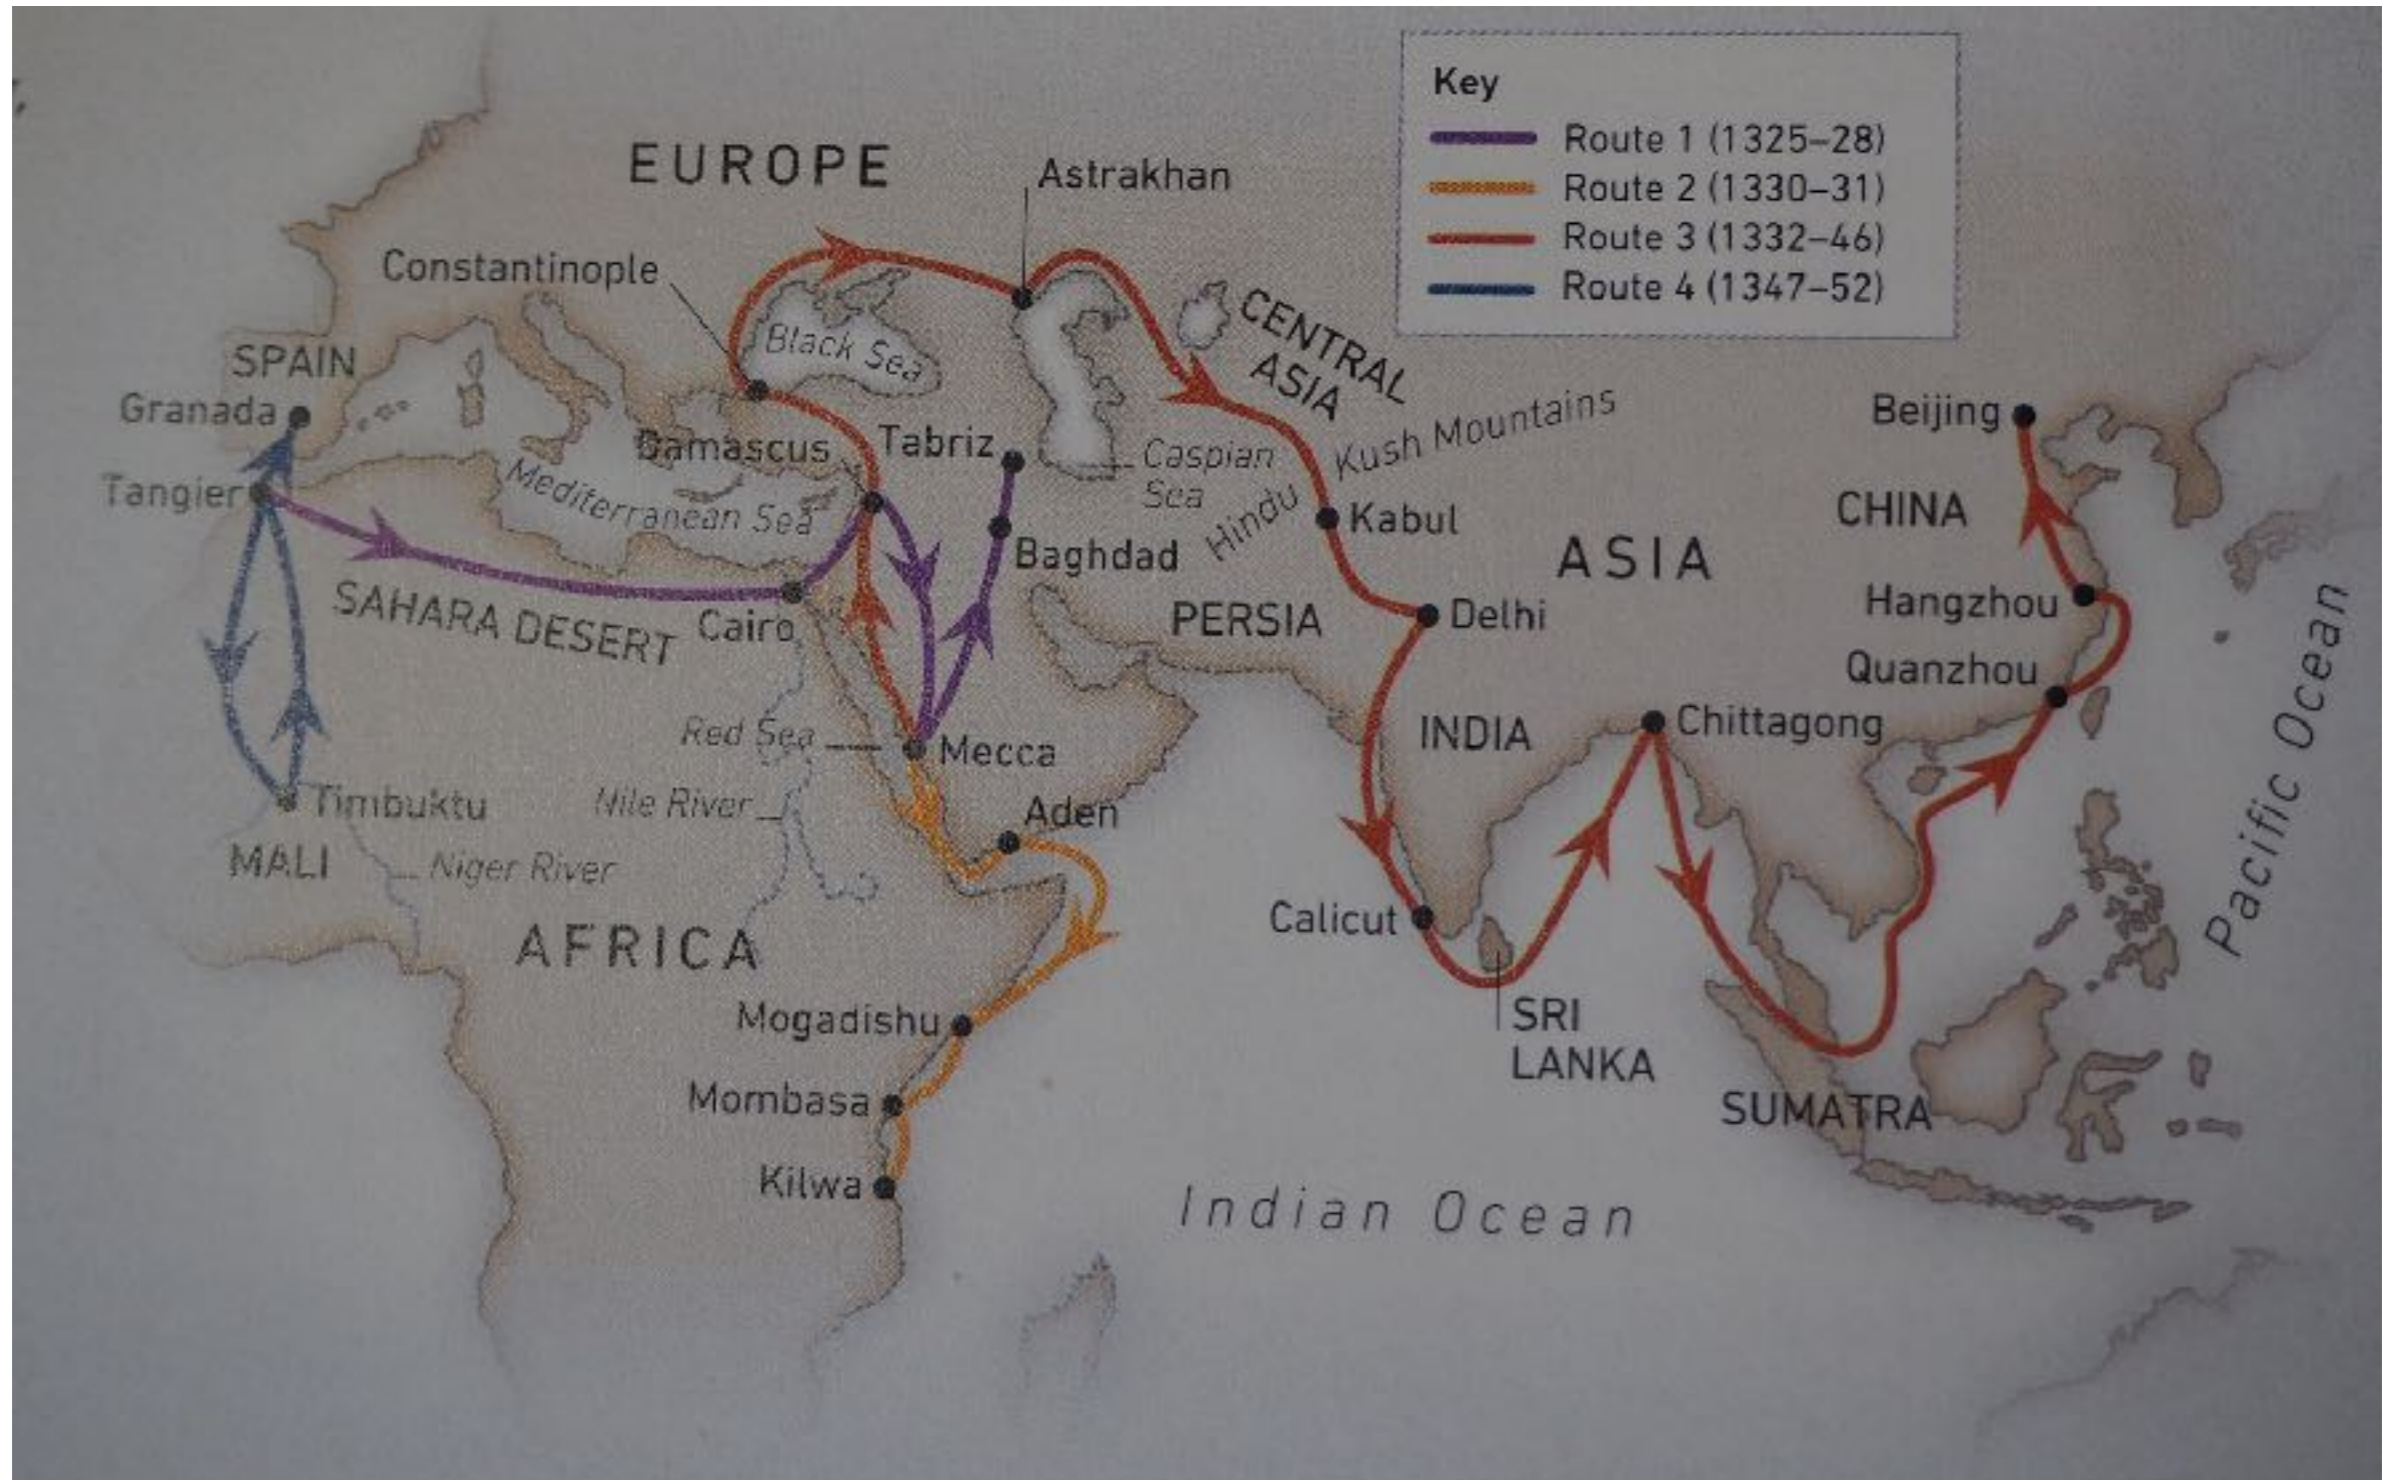 Key
Route 1 (1325–28)
Route 2 (1330–31)
Route 3 (1332–46)
Route 4 (1347–52)
EUROPE
Astrakhan
Constantinople
Black Sea
CENTRAL
ASIA
SPAIN
Granada
Tangier
Damascus
Tabriz
Caspian
Sea
Hindu Kush Mountains
Mediterranean Sea
Beijing
CHINA
Kabul
Baghdad
ASIA
SAHARA DESERT
Cairo
PERSIA
Delhi
Hangzhou
Quanzhou
Pacific Ocean
Red Sea
Mecca
INDIA
Chittagong
Timbuktu
Nile River
Aden
MALI
Niger River
AFRICA
Calicut
Mogadishu
SRI
LANKA
Mombasa
SUMATRA
Kilwa
Indian Ocean